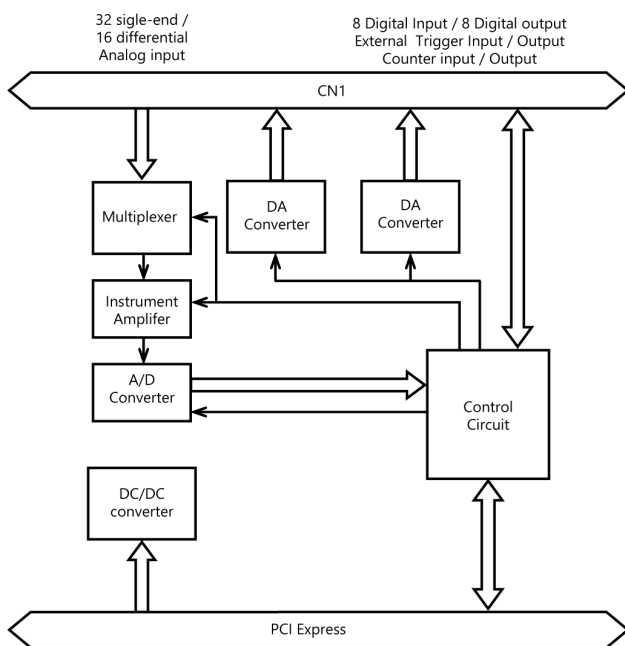 32 sigle-end /
16 differential
Analog input
8 Digital Input / 8 Digital output
External Trigger Input / Output
Counter input / Output
CN1
Multiplexer
DA
Converter
DA
Converter
Instrument
Amplifer
A/D
Converter
Control
Circuit
DC/DC
converter
PCI Express